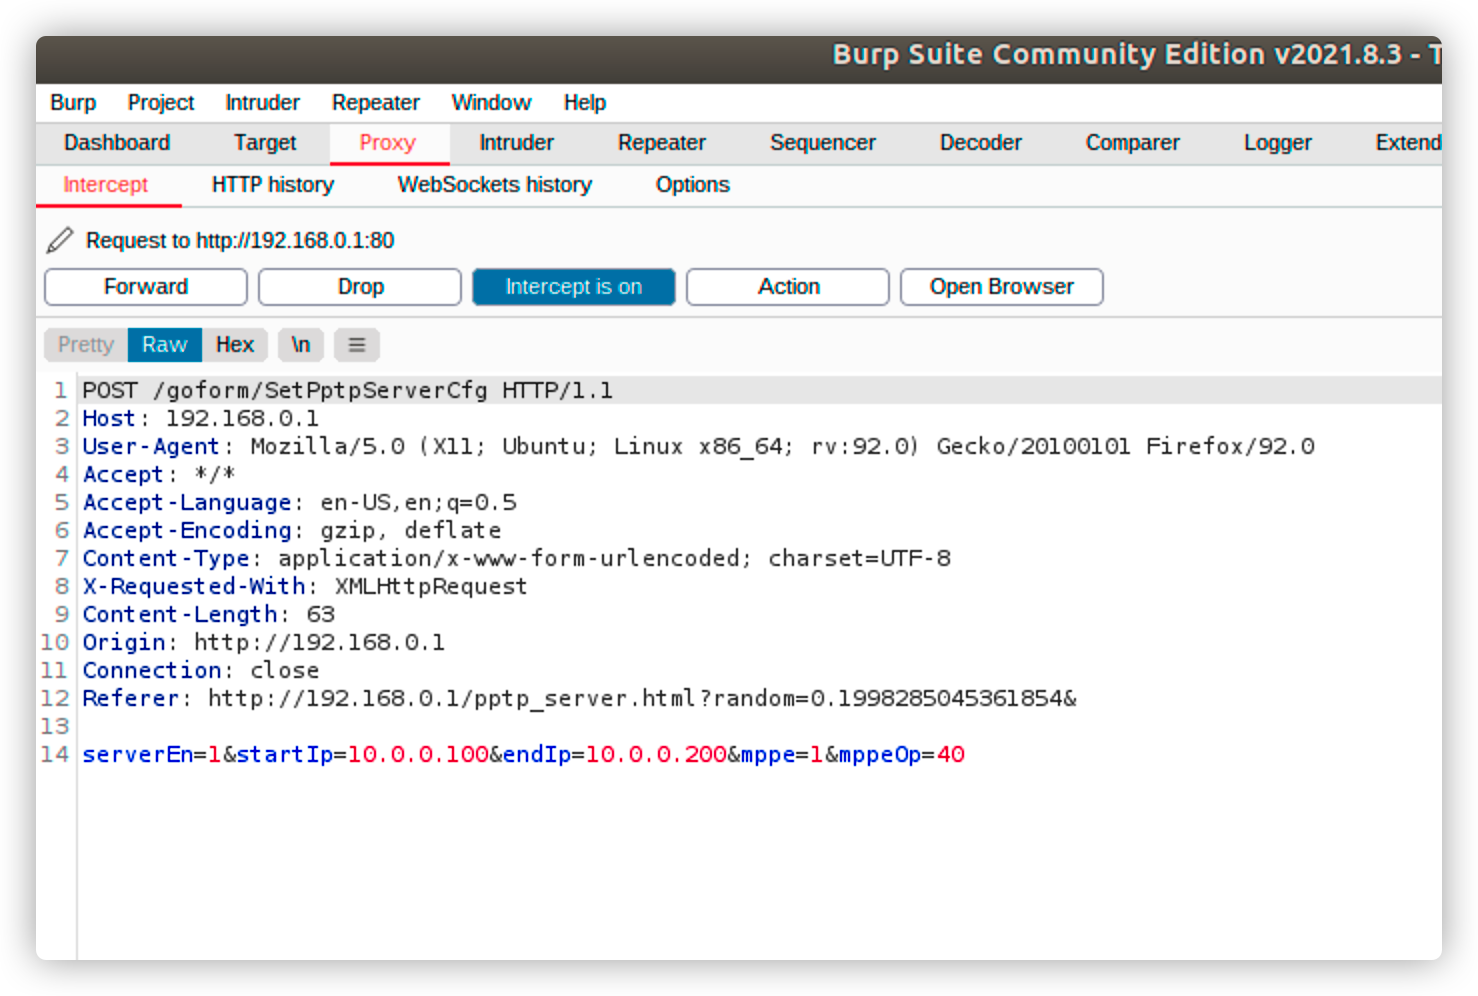 Burp Suite Community Edition v2021.8.3 - T
Burp Project Intruder Repeater Window Help
Dashboard Target Proxy Intruder Repeater Sequencer Decoder Comparer Logger Extend
Intercept HTTP history WebSockets history Options
Request to http://192.168.0.1:80
Forward Drop Intercept is on Action Open Browser
Pretty Raw Hex \n ≡
1 POST /goform/SetPptpServerCfg HTTP/1.1
2 Host: 192.168.0.1
3 User-Agent: Mozilla/5.0 (X11; Ubuntu; Linux x86_64; rv:92.0) Gecko/20100101 Firefox/92.0
4 Accept: */*
5 Accept-Language: en-US,en;q=0.5
6 Accept-Encoding: gzip, deflate
7 Content-Type: application/x-www-form-urlencoded; charset=UTF-8
8 X-Requested-With: XMLHttpRequest
9 Content-Length: 63
10 Origin: http://192.168.0.1
11 Connection: close
12 Referer: http://192.168.0.1/pptp_server.html?random=0.1998285045361854&
13
14 serverEn=1&startIp=10.0.0.100&endIp=10.0.0.200&mppe=1&mppeOp=40